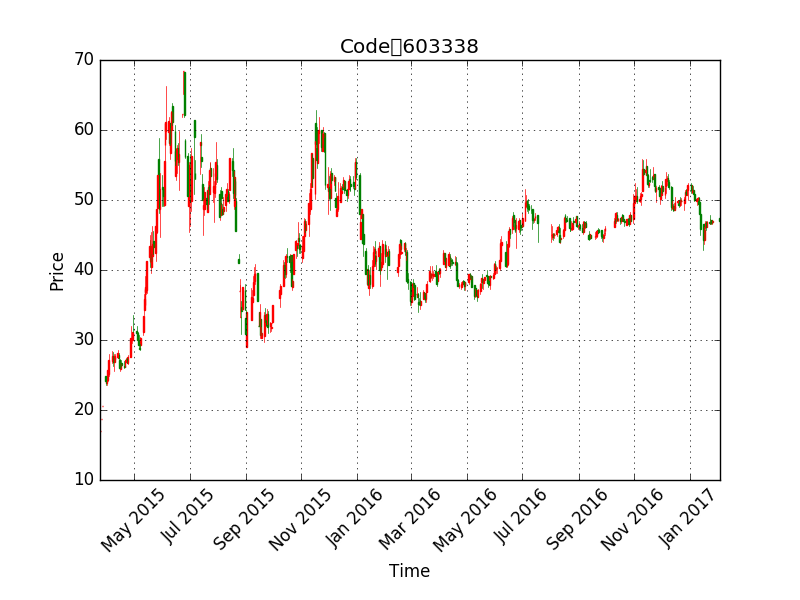 Code▯603338
70
60
50
40
30
20
10
Price
May 2015
Jul 2015
Sep 2015
Nov 2015
Jan 2016
Mar 2016
May 2016
Jul 2016
Sep 2016
Nov 2016
Jan 2017
Time